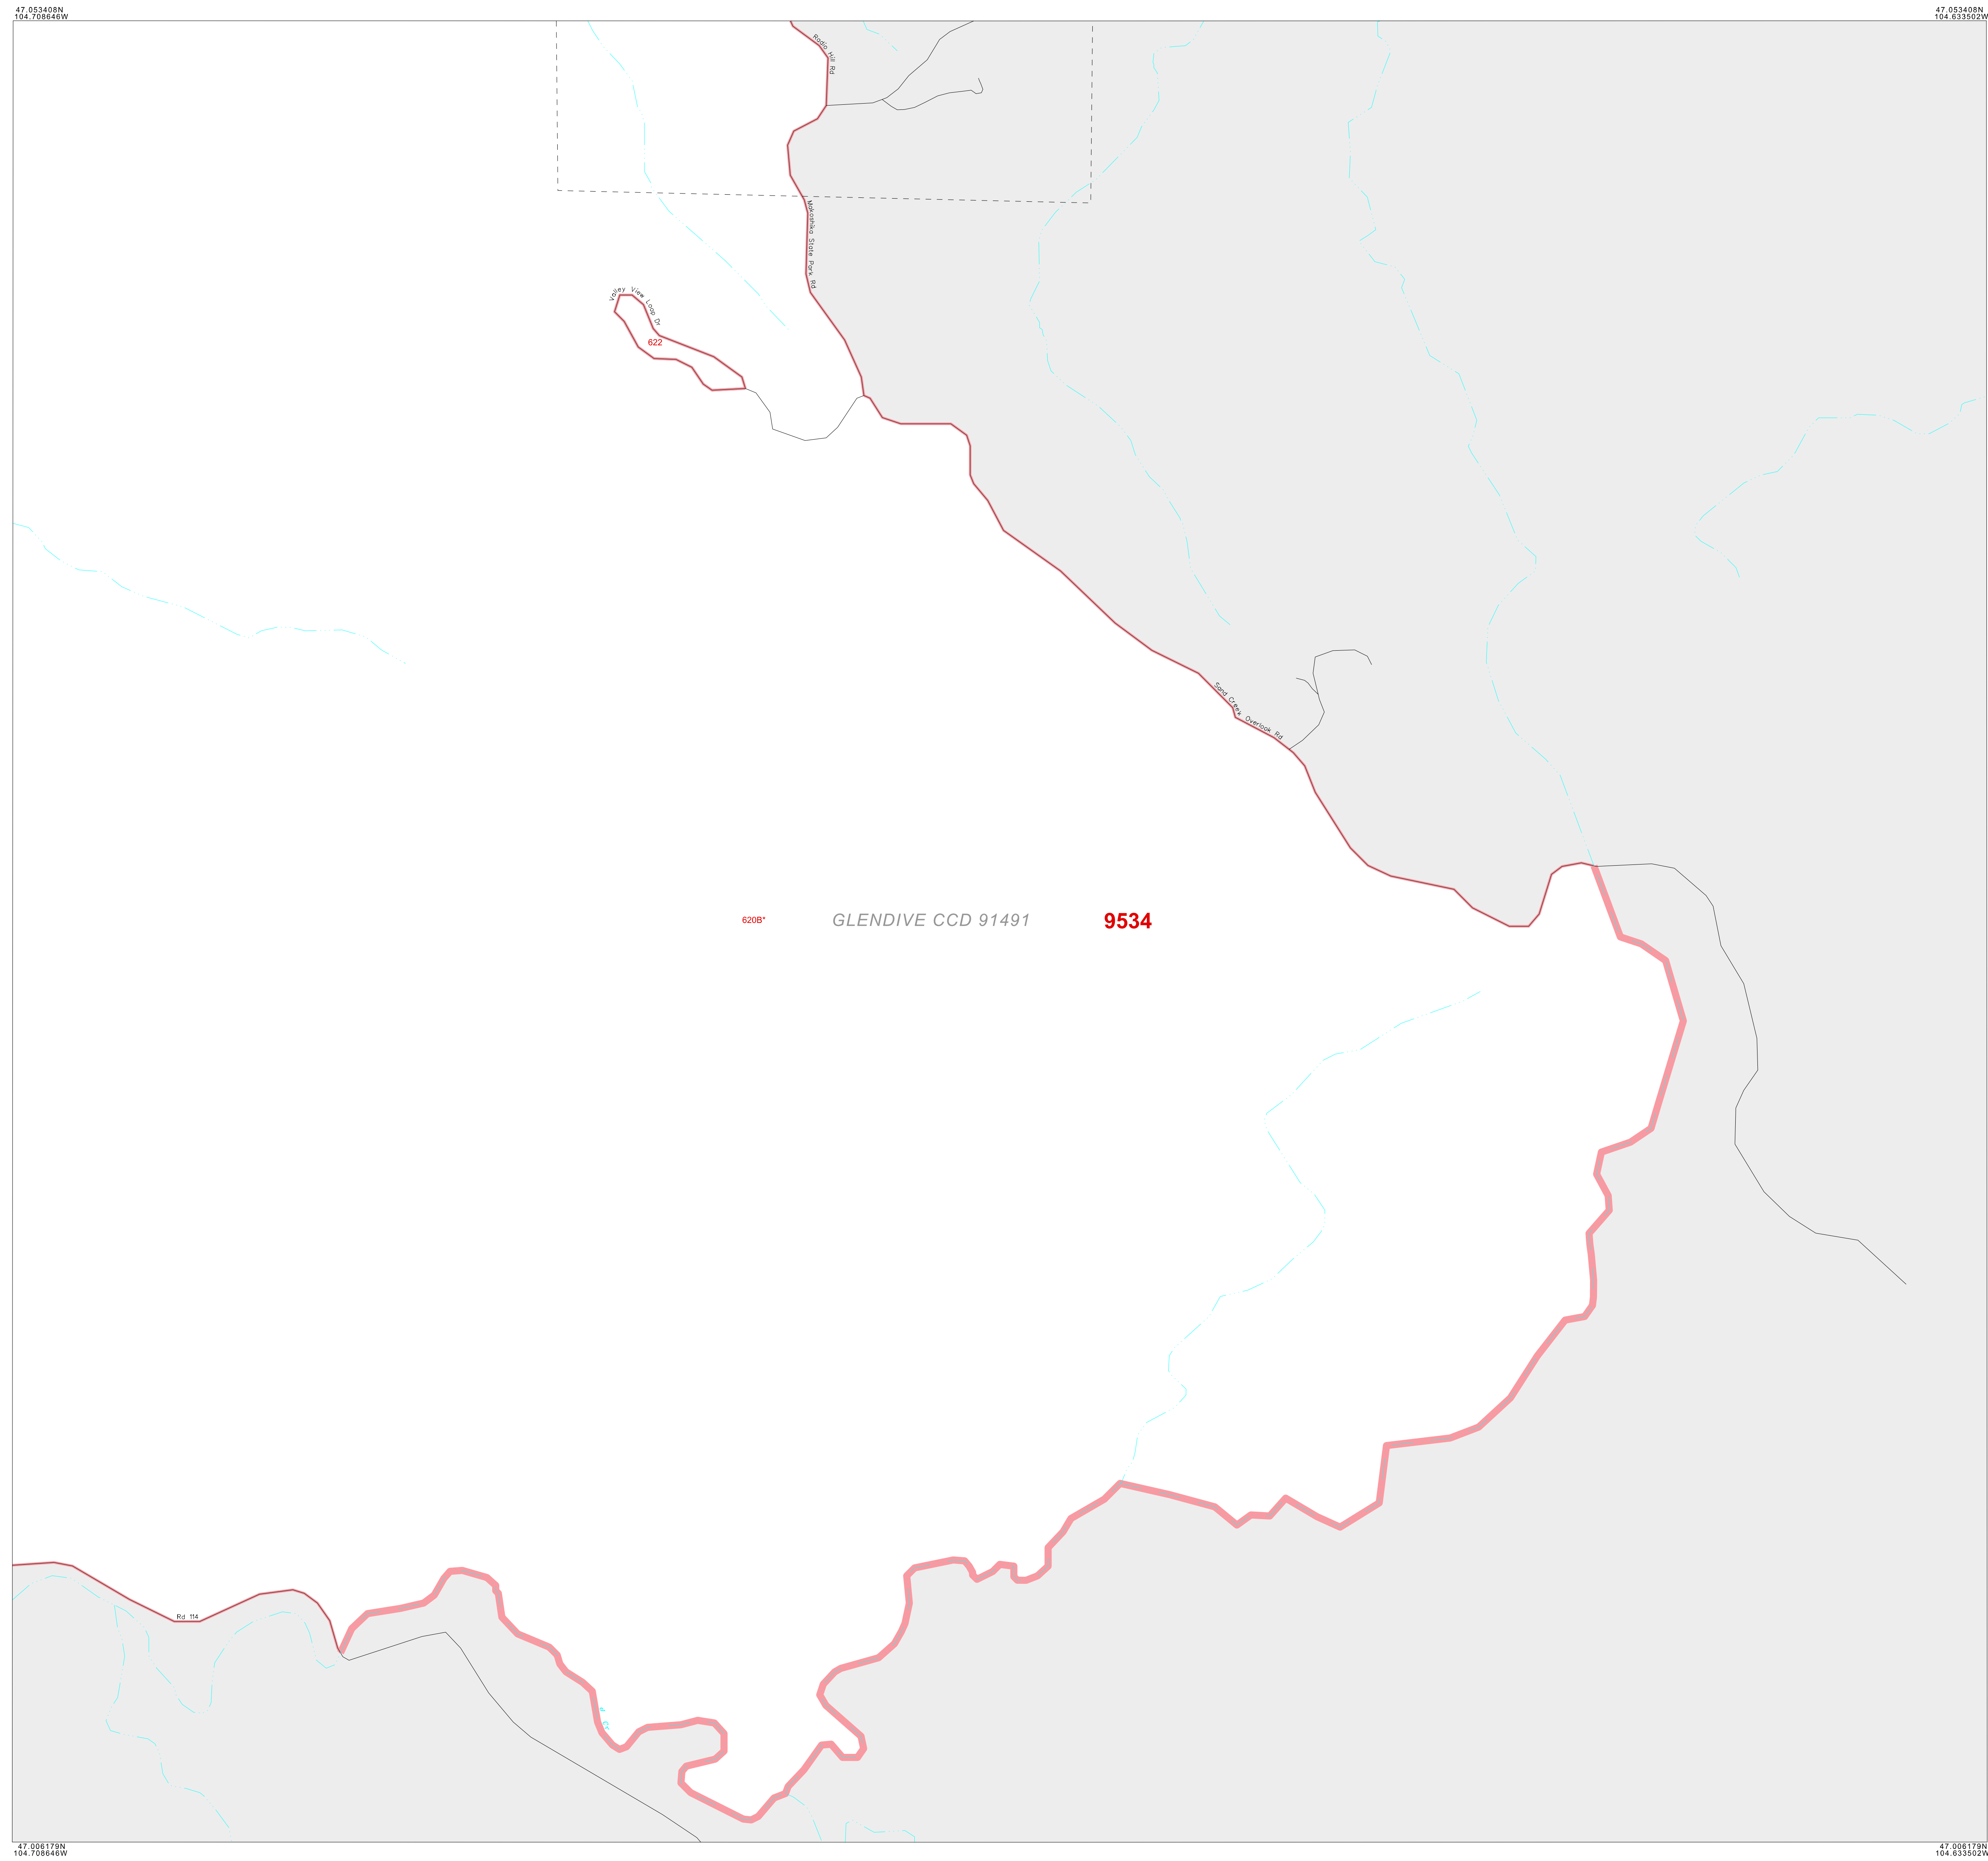 47.053408N
104.708646W
47.053408N
104.633502W
Radio Hill Rd
Makoshika State Park Rd
Valley View Loop Dr
622
Sand Creek Overlook Rd
620B*
GLENDIVE CCD 91491
9534
Rd 114
47.006179N
104.708646W
47.006179N
104.633502W